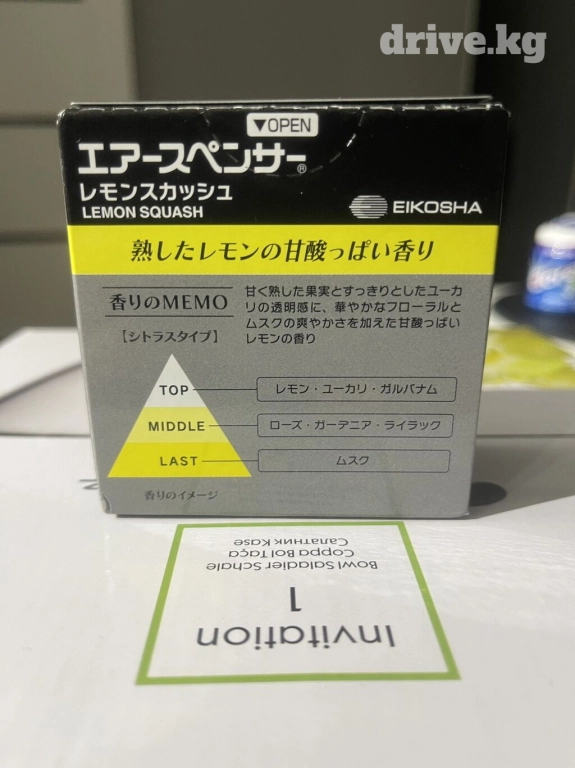 drive.kg
▼OPEN
エアースペンサー®
レモンスカッシュ
LEMON SQUASH
EIKOSHA
熟したレモンの甘酸っぱい香り
香りのMEMO
【シトラスタイプ】
甘く熟した果実とすっきりとしたユーカ
リの透明感に、華やかなフローラルと
ムスクの爽やかさを加えた甘酸っぱい
レモンの香り
TOP
レモン・ユーカリ・ガルバナム
MIDDLE
ローズ・ガーデニア・ライラック
LAST
ムスク
香りのイメージ
Invitation
1
Bowl Saladier Schale
Coppa Bol Taça
Салатник Kase